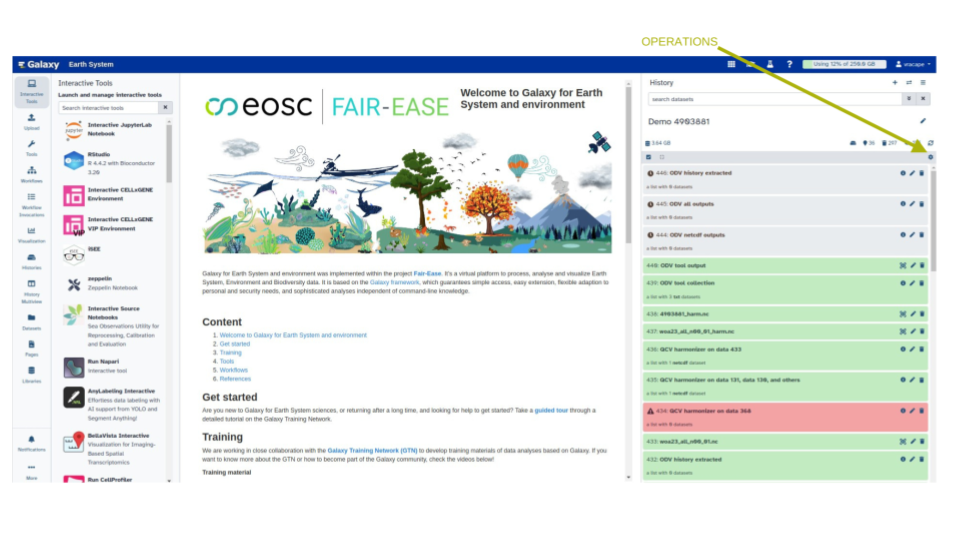 OPERATIONS
Galaxy Earth System
Using 12% of 250.0 GB
Interactive Tools
Upload
Tools
Workflows
Workflow Invocations
Visualization
Histories
History Multiview
Datasets
Pages
Libraries
Notifications
More
Interactive Tools
Launch and manage interactive tools
Search interactive tools
Interactive JupyterLab
Notebook
RStudio
R 4.4.2 with Bioconductor
3.20
Interactive CELLxGENE
Environment
Interactive CELLxGENE
VIP Environment
iSEE
zeppelin
Zeppelin Notebook
Interactive Source
Notebooks
Sea Observations Utility for
Reprocessing, Calibration
and Evaluation
Run Napari
interactive tool
AnyLabeling Interactive
Effortless data labeling with
AI support from YOLO and
Segment Anything!
BellaVista Interactive
Visualization for Imaging-
Based Spatial
Transcriptomics
Run CellProfiler
eosc FAIR-EASE
Welcome to Galaxy for Earth
System and environment
Galaxy for Earth System and environment was implemented within the project Fair-Ease. It's a virtual platform to process, analyse and visualize Earth
System, Environment and Biodiversity data. It is based on the Galaxy framework, which guarantees simple access, easy extension, flexible adaption to
personal and security needs, and sophisticated analyses independent of command-line knowledge.
Content
1. Welcome to Galaxy for Earth System and environment
2. Get started
3. Training
4. Tools
5. Workflows
6. References
Get started
Are you new to Galaxy for Earth System sciences, or returning after a long time, and looking for help to get started? Take a guided tour through a
detailed tutorial on the Galaxy Training Network.
Training
We are working in close collaboration with the Galaxy Training Network (GTN) to develop training materials of data analyses based on Galaxy. If you
want to know more about the GTN or how to become part of the Galaxy community, check the videos below!
Training material
History
search datasets
Demo 4903881
3.64 GB
297
446: ODV history extracted
a list with 0 datasets
445: ODV all outputs
a list with 0 datasets
444: ODV netcdf outputs
a list with 0 datasets
440: ODV tool output
439: ODV tool collection
438: 4903881_harm.nc
437: woa23_all_n00_01_harm.nc
436: QCV harmonizer on data 433
a list with 1 netcdf dataset
435: QCV harmonizer on data 131, data 130, and others
a list with 1 netcdf dataset
434: QCV harmonizer on data 364
a list with 0 datasets
433: woa23_all_n00_01.nc
432: ODV history extracted
a list with 0 datasets